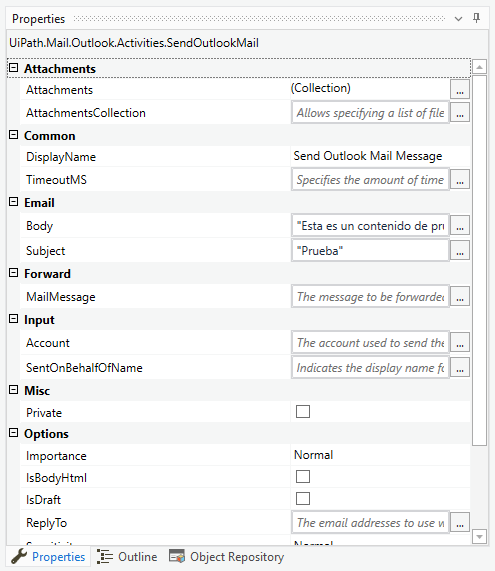 Properties
UiPath.Mail.Outlook.Activities.SendOutlookMail
Attachments
Attachments (Collection) ...
AttachmentsCollection Allows specifying a list of file ...
Common
DisplayName Send Outlook Mail Message
TimeoutMS Specifies the amount of time ...
Email
Body "Esta es un contenido de pru ...
Subject "Prueba" ...
Forward
MailMessage The message to be forwarded ...
Input
Account The account used to send the ...
SentOnBehalfOfName Indicates the display name fo ...
Misc
Private
Options
Importance Normal
IsBodyHtml
IsDraft
ReplyTo The email addresses to use w ...
Sensitivity Normal
Properties Outline Object Repository